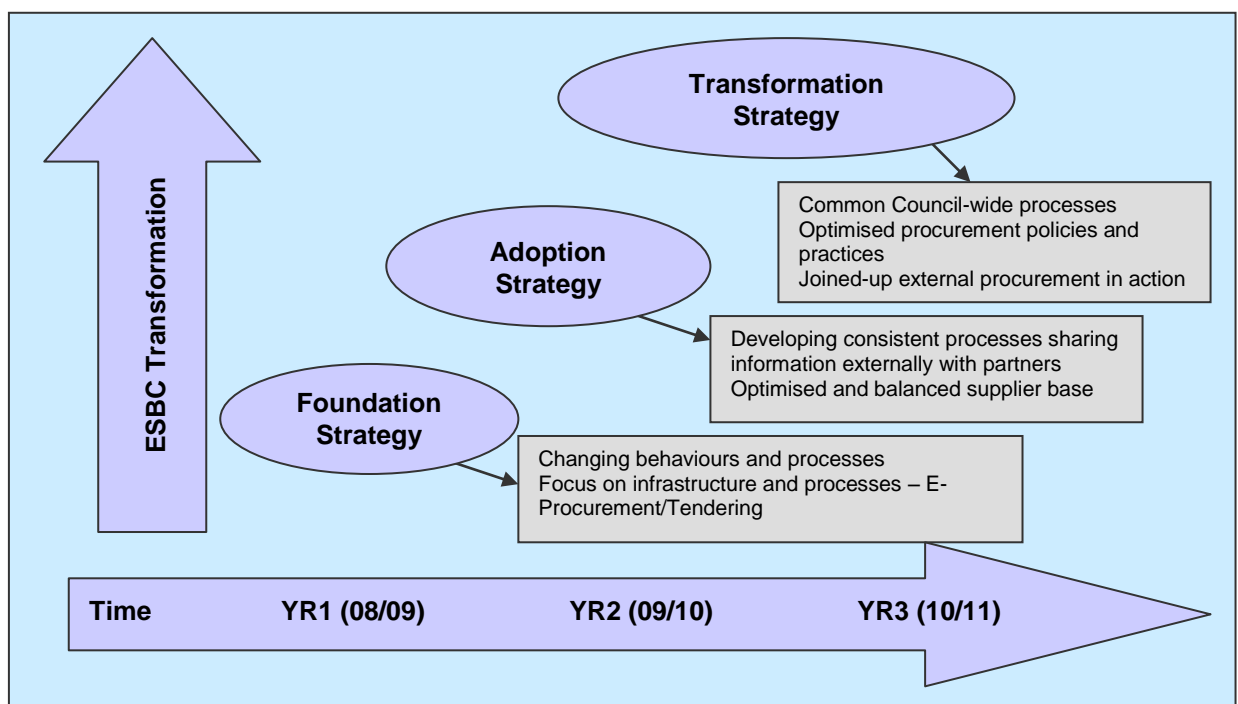 Transformation
Strategy
Common Council-wide processes
Optimised procurement policies and
practices
Joined-up external procurement in action
Adoption
Strategy
Developing consistent processes sharing
information externally with partners
Optimised and balanced supplier base
Foundation
Strategy
Changing behaviours and processes
Focus on infrastructure and processes – E-
Procurement/Tendering
ESBC Transformation
Time YR1 (08/09) YR2 (09/10) YR3 (10/11)